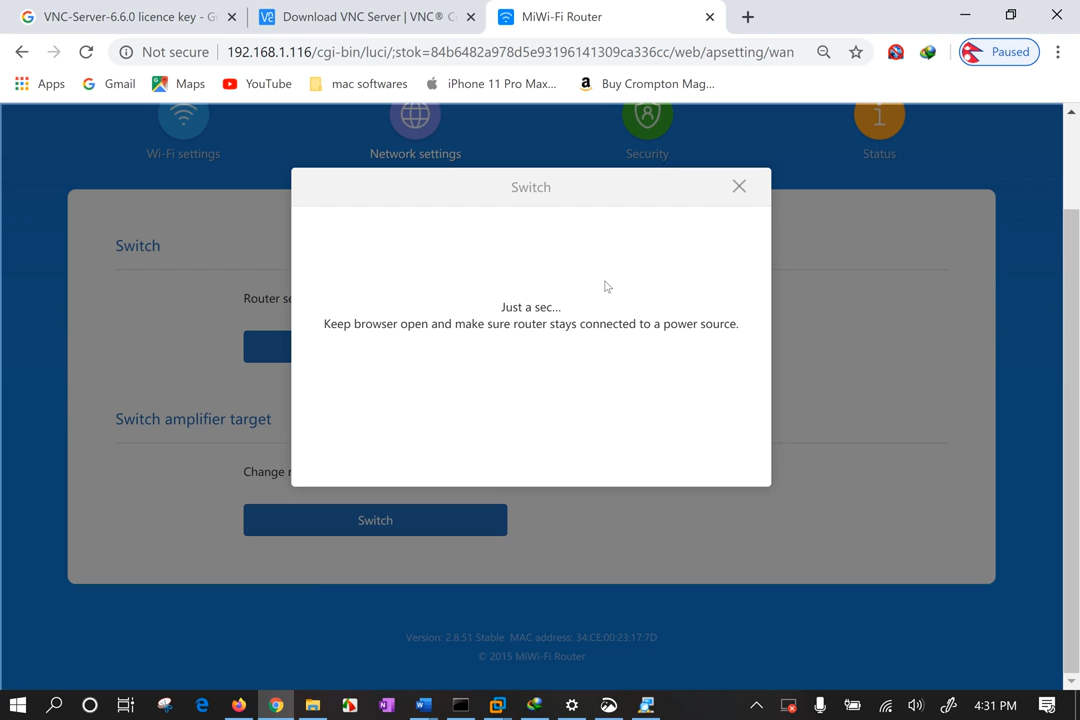 VNC-Server-6.6.0 licence key - G
Download VNC Server | VNC® C
MiWi-Fi Router
Not secure
192.168.1.116/cgi-bin/luci/;stok=84b6482a978d5e93196141309ca336cc/web/apsetting/wan
Paused
Apps
Gmail
Maps
YouTube
mac softwares
iPhone 11 Pro Max...
Buy Crompton Mag...
Wi-Fi settings
Network settings
Security
Status
Switch
Switch
Router se
Just a sec...
Keep browser open and make sure router stays connected to a power source.
Switch amplifier target
Change r
Switch
Version: 2.8.51 Stable MAC address: 34:CE:00:23:17:7D
© 2015 MiWi-Fi Router
4:31 PM